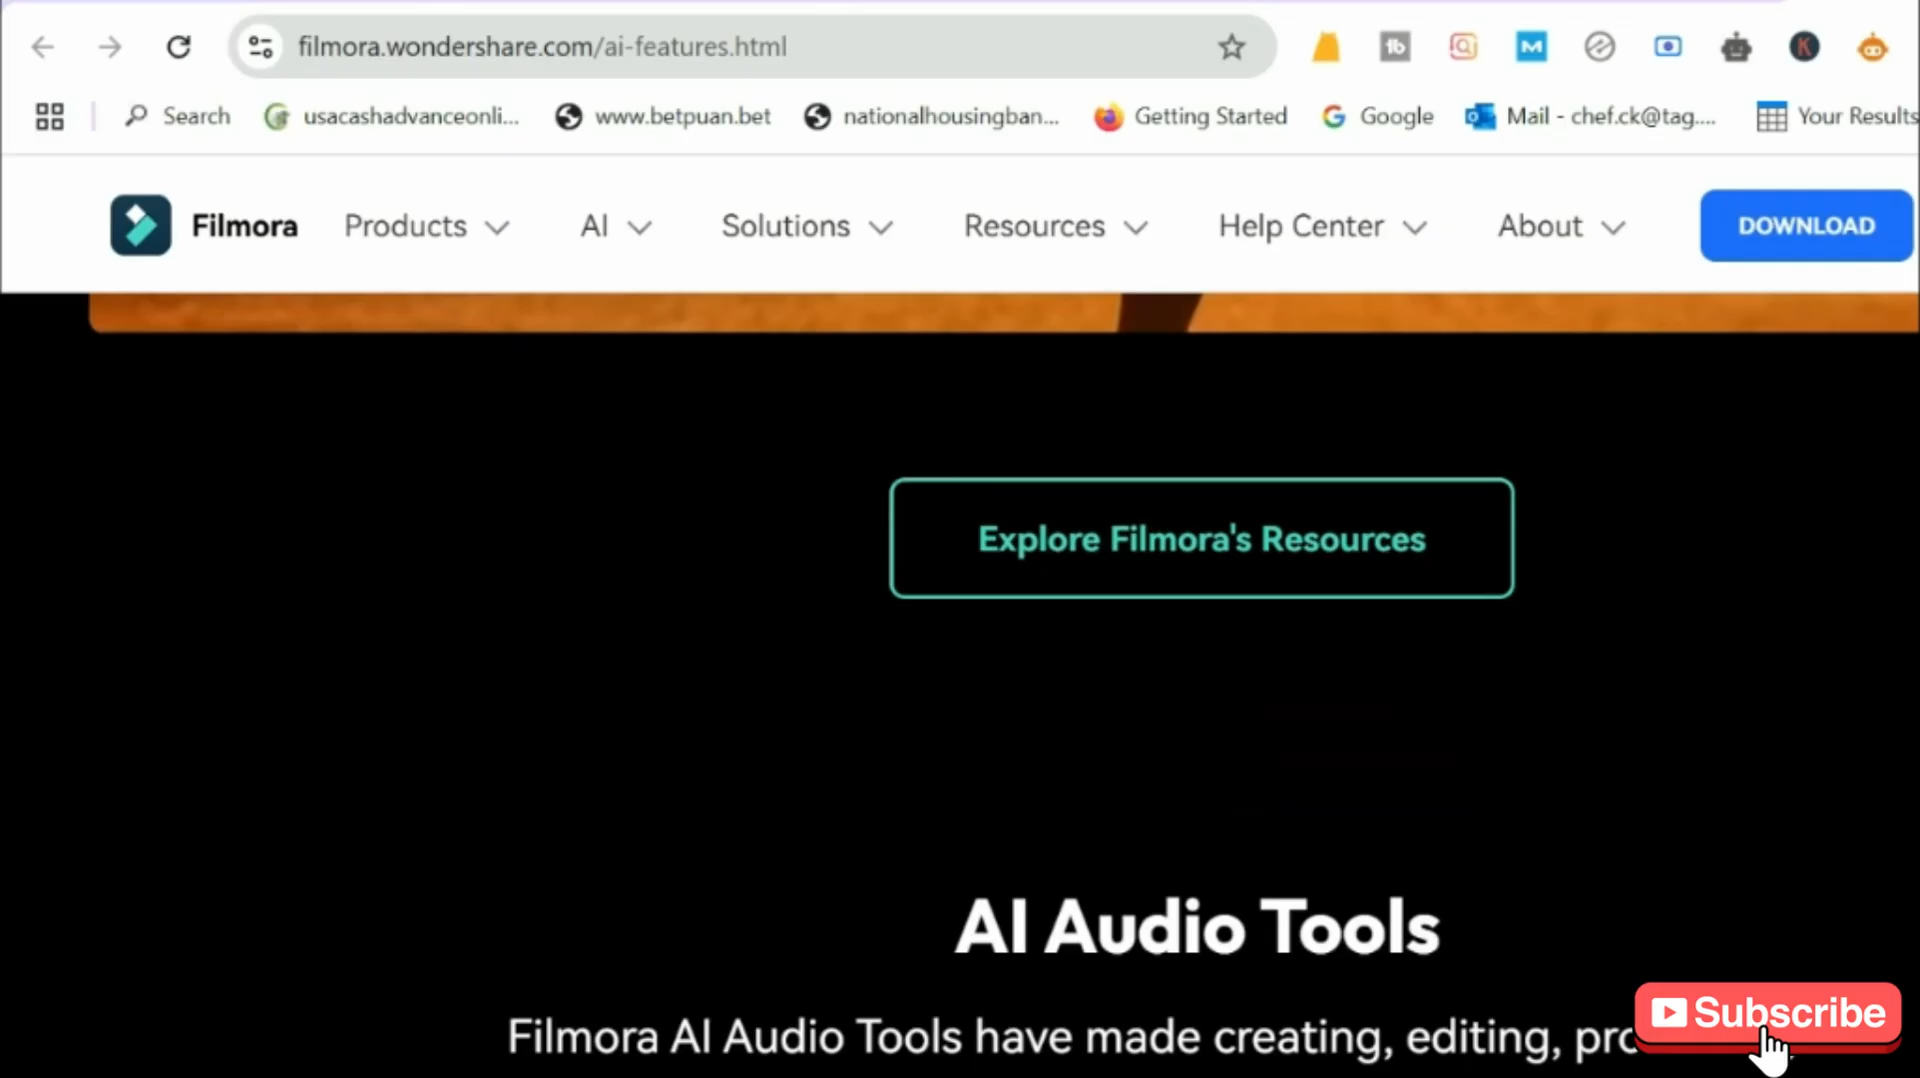 filmora.wondershare.com/ai-features.html
Search usacashadvanceonli... www.betpuan.bet nationalhousingban... Getting Started Google Mail - chef.ck@tag.... Your Results
Filmora Products AI Solutions Resources Help Center About DOWNLOAD
Explore Filmora's Resources
AI Audio Tools
Filmora AI Audio Tools have made creating, editing, pro
Subscribe